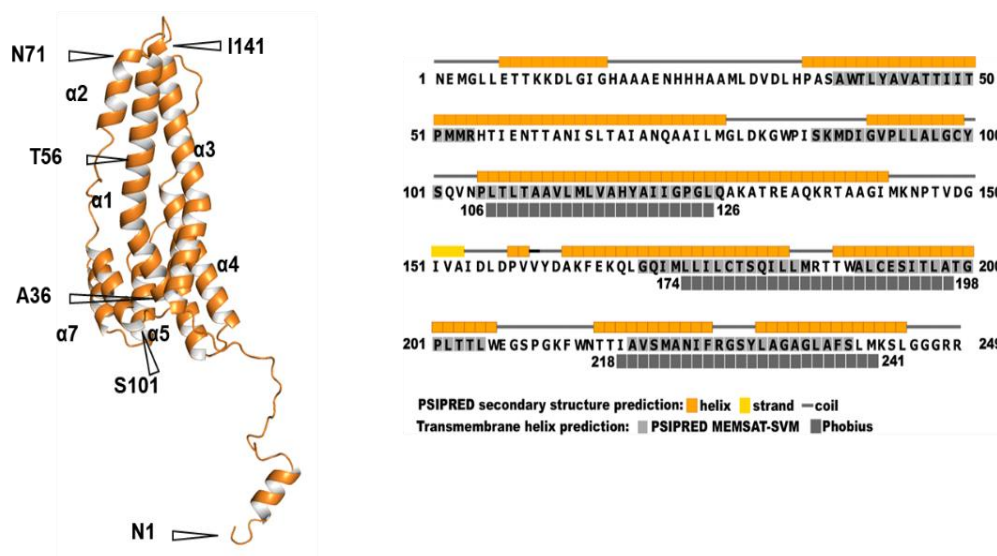 N71
I141
α2
α3
T56
α1
α4
A36
α7
α5
S101
N1
1 NEMGLLETTKKDLGIGHAAAENHHHAAMLDVDLHPASAWTLYAVATTIIT 50
51 PMMRHTIENTTANISLTAIANQAAILMGLDKGWPISKMDIGVPLLALGCY 100
101 SQVNPLTLTAAVLMLVAHYAIIGPGLQAKATREAQKRTAAGIMKNPTVDG 150
106 126
151 IVAIDLDPVVYDAKFEKQLGQIMLLILCTSQILLMRTTWALCESITLATG 200
174 198
201 PLTTLWEGSPGKFWNTTIAVSMANIFRGSYLAGAGLAFSLMKSLGGGRR 249
218 241
PSIPRED secondary structure prediction: helix strand coil
Transmembrane helix prediction: PSIPRED MEMSAT-SVM Phobius